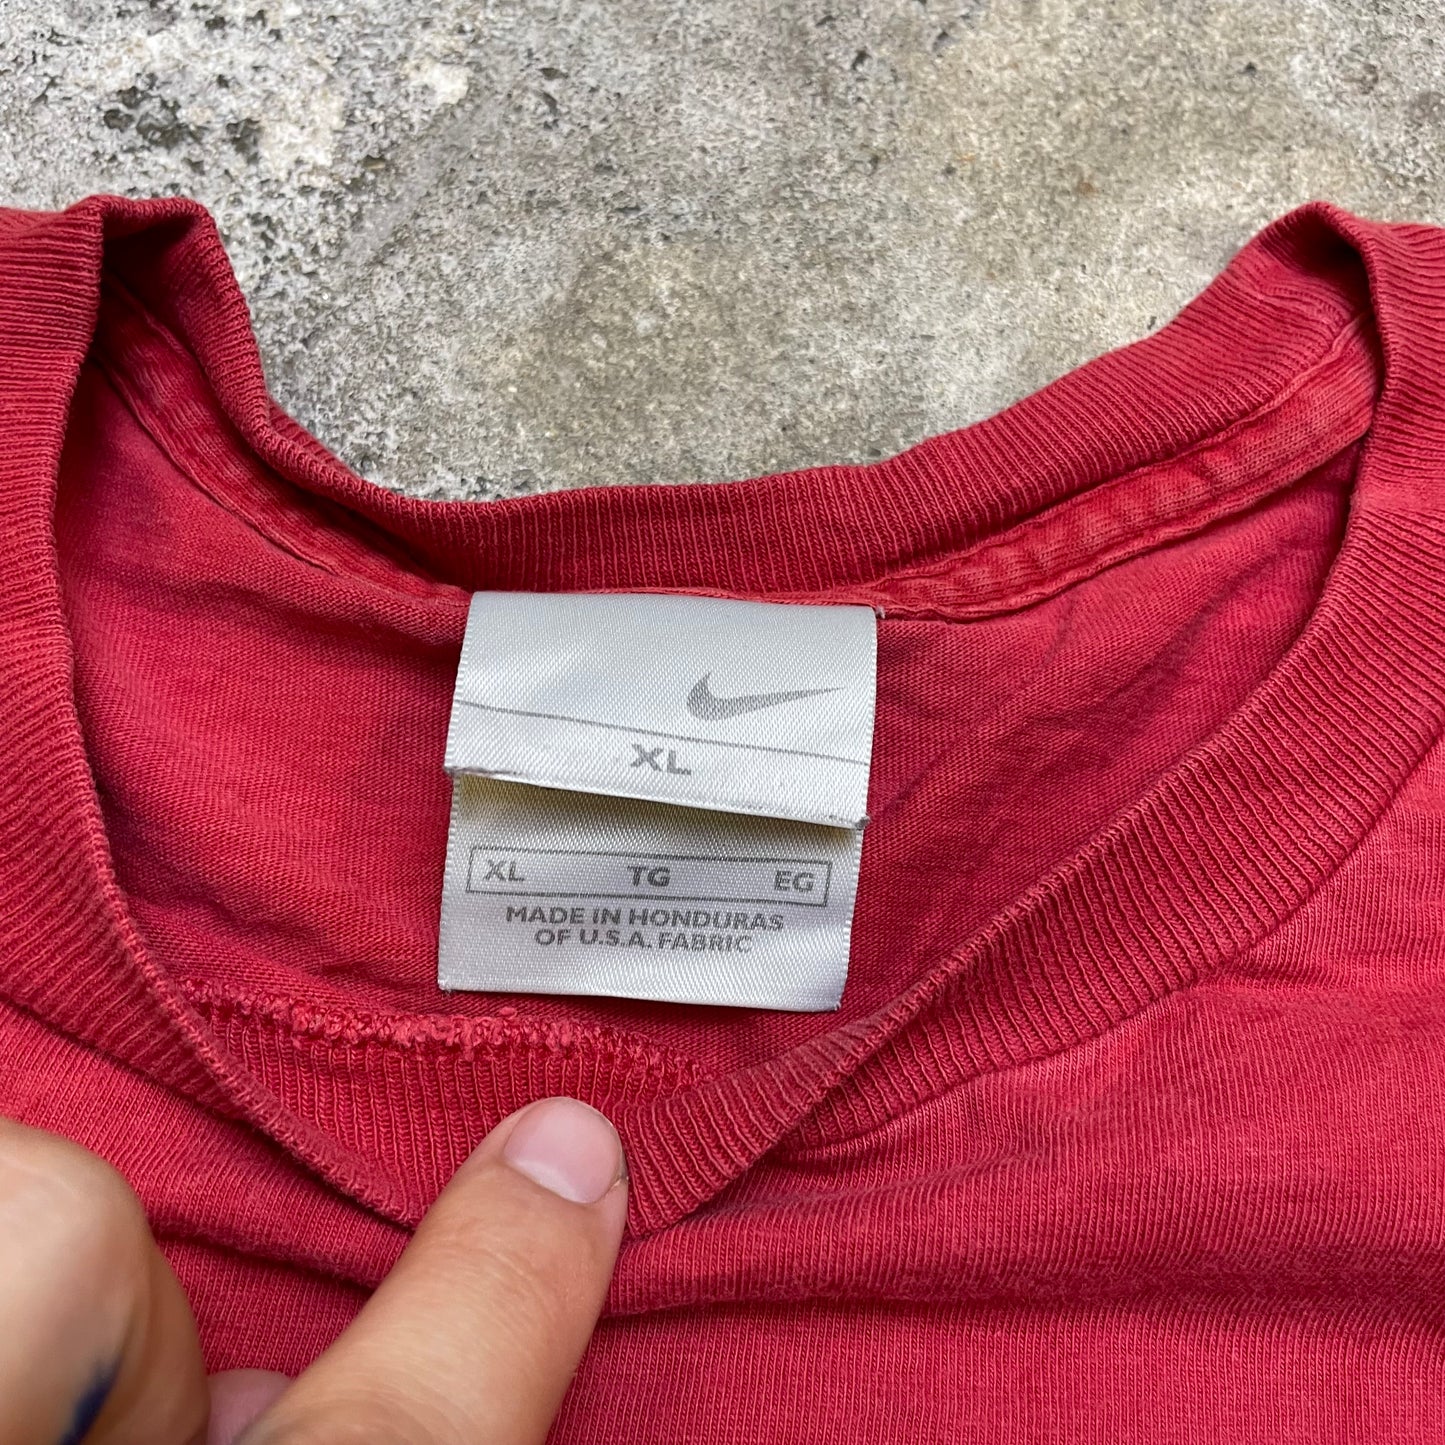 XL
XL TG EG
MADE IN HONDURAS
OF U.S.A. FABRIC